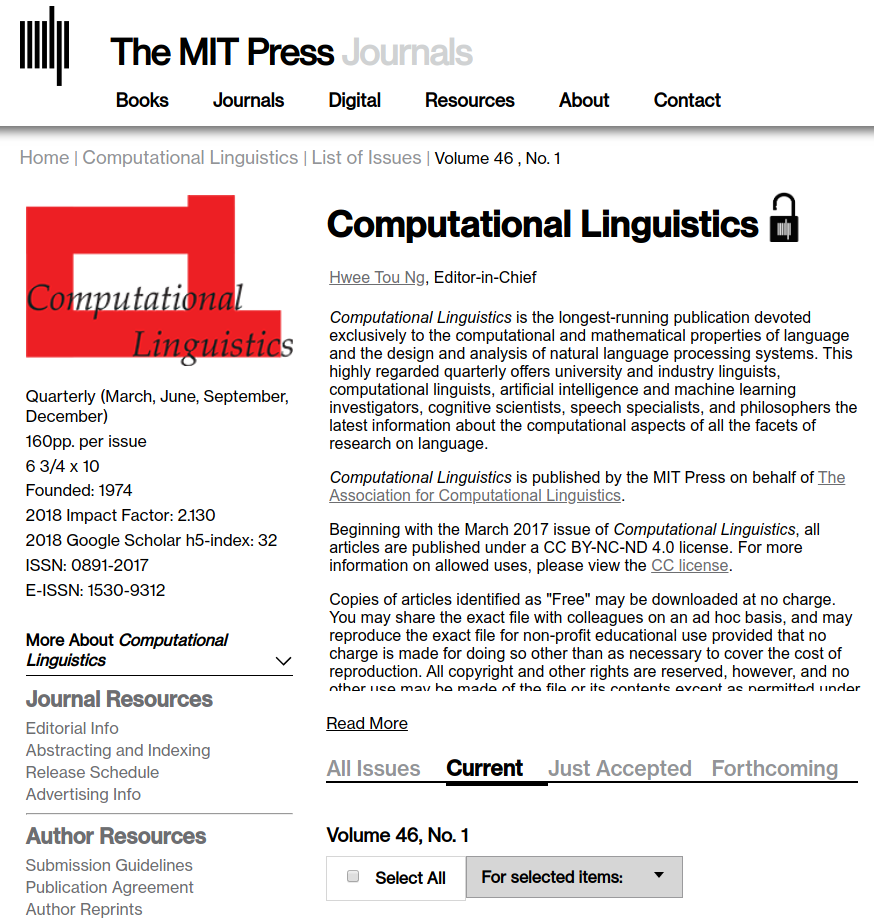 The MIT Press Journals
Books Journals Digital Resources About Contact
Home | Computational Linguistics | List of Issues | Volume 46 , No. 1
Computational
Linguistics
Quarterly (March, June, September,
December)
160pp. per issue
6 3/4 x 10
Founded: 1974
2018 Impact Factor: 2.130
2018 Google Scholar h5-index: 32
ISSN: 0891-2017
E-ISSN: 1530-9312
More About Computational
Linguistics
Journal Resources
Editorial Info
Abstracting and Indexing
Release Schedule
Advertising Info
Author Resources
Submission Guidelines
Publication Agreement
Author Reprints
Computational Linguistics
Hwee Tou Ng, Editor-in-Chief
Computational Linguistics is the longest-running publication devoted
exclusively to the computational and mathematical properties of language
and the design and analysis of natural language processing systems. This
highly regarded quarterly offers university and industry linguists,
computational linguists, artificial intelligence and machine learning
investigators, cognitive scientists, speech specialists, and philosophers the
latest information about the computational aspects of all the facets of
research on language.
Computational Linguistics is published by the MIT Press on behalf of The
Association for Computational Linguistics.
Beginning with the March 2017 issue of Computational Linguistics, all
articles are published under a CC BY-NC-ND 4.0 license. For more
information on allowed uses, please view the CC license.
Copies of articles identified as "Free" may be downloaded at no charge.
You may share the exact file with colleagues on an ad hoc basis, and may
reproduce the exact file for non-profit educational use provided that no
charge is made for doing so other than as necessary to cover the cost of
reproduction. All copyright and other rights are reserved, however, and no
other use may be made of the file or its contents except as permitted under
Read More
All Issues Current Just Accepted Forthcoming
Volume 46, No. 1
Select All For selected items: